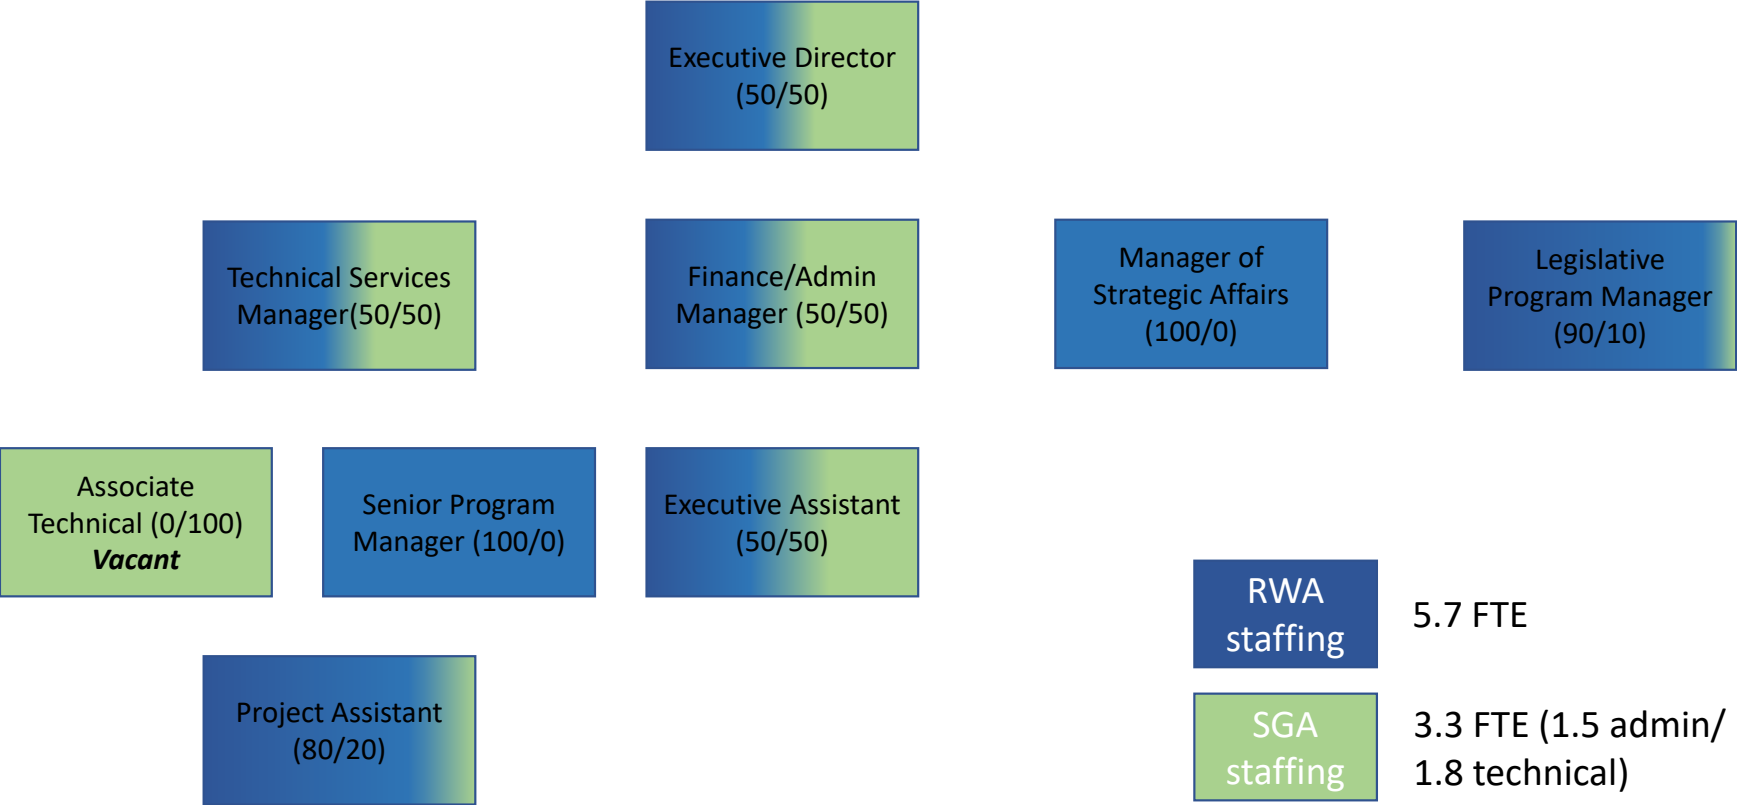 Executive Director
(50/50)
Technical Services
Manager(50/50)
Finance/Admin
Manager (50/50)
Manager of
Strategic Affairs
(100/0)
Legislative
Program Manager
(90/10)
Associate
Technical (0/100)
Vacant
Senior Program
Manager (100/0)
Executive Assistant
(50/50)
Project Assistant
(80/20)
RWA
staffing
5.7 FTE
SGA
staffing
3.3 FTE (1.5 admin/
1.8 technical)